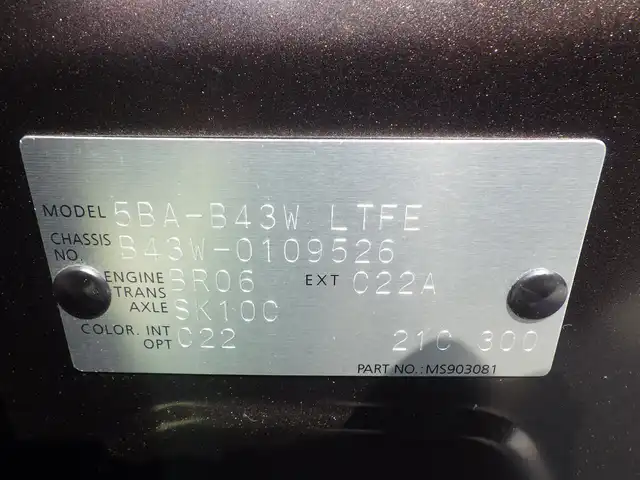 MODEL 5BA-B43W LTFE
CHASSIS NO. B43W-0109526
ENGINE BR06 EXT C22A
TRANS AXLE SK10C
COLOR. INT C22
OPT 21C 300
PART NO.:MS903081